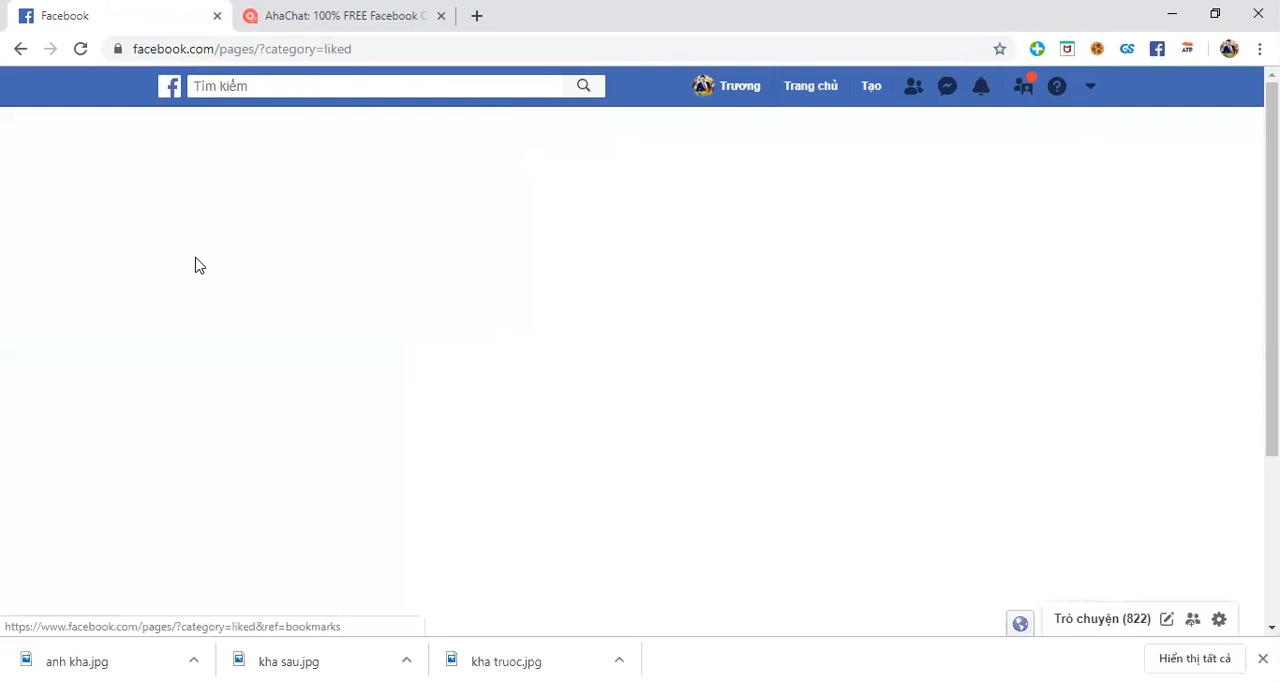 Facebook
AhaChat: 100% FREE Facebook C
facebook.com/pages/?category=liked
Tìm kiếm
Trương
Trang chủ
Tạo
Trò chuyện (822)
https://www.facebook.com/pages/?category=liked&ref=bookmarks
anh kha.jpg
kha sau.jpg
kha truoc.jpg
Hiển thị tất cả